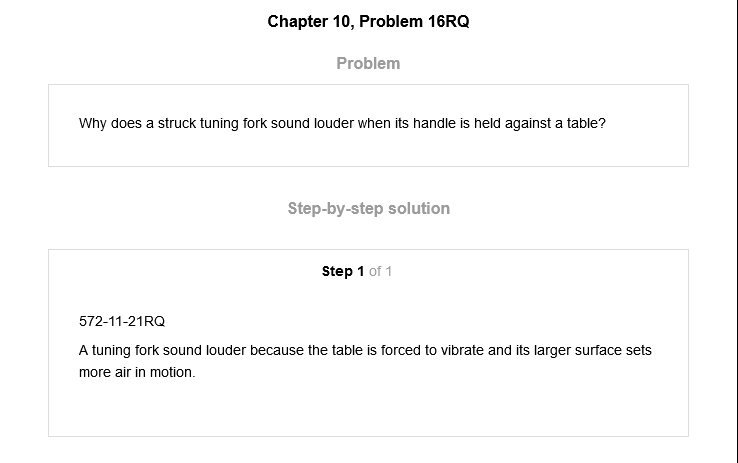 Chapter 10, Problem 16RQ
Problem
Why does a struck tuning fork sound louder when its handle is held against a table?
Step-by-step solution
Step 1 of 1
572-11-21RQ
A tuning fork sound louder because the table is forced to vibrate and its larger surface sets
more air in motion.